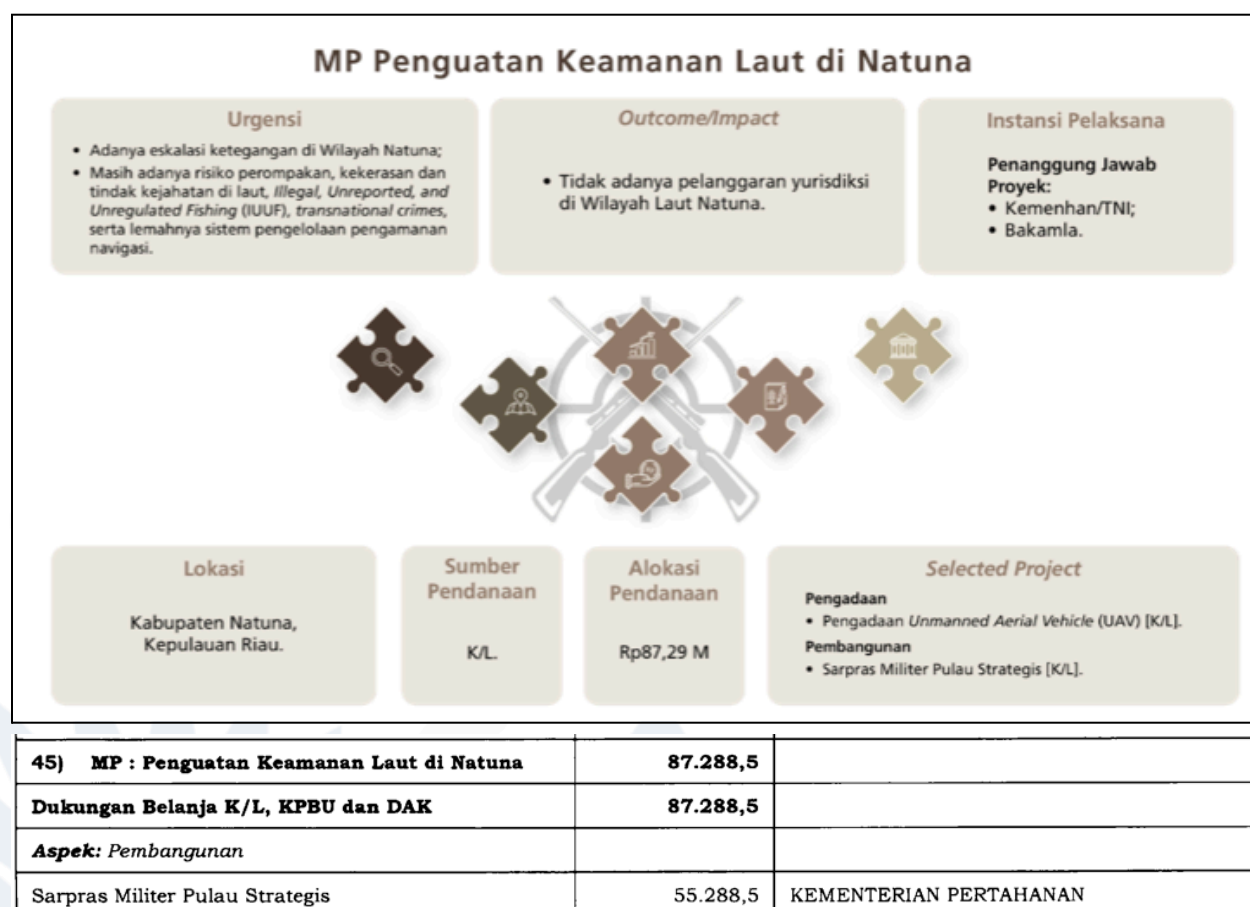 MP Penguatan Keamanan Laut di Natuna
Urgensi
• Adanya eskalasi ketegangan di Wilayah Natuna;
• Masih adanya risiko perompakan, kekerasan dan
tindak kejahatan di laut, Illegal, Unreported, and
Unregulated Fishing (IUUF), transnational crimes,
serta lemahnya sistem pengelolaan pengamanan
navigasi.
Outcome/Impact
• Tidak adanya pelanggaran yurisdiksi
di Wilayah Laut Natuna.
Instansi Pelaksana
Penanggung Jawab
Proyek:
• Kemenhan/TNI;
• Bakamla.
Lokasi
Kabupaten Natuna,
Kepulauan Riau.
Sumber
Pendanaan
K/L.
Alokasi
Pendanaan
Rp87,29 M
Selected Project
Pengadaan
• Pengadaan Unmanned Aerial Vehicle (UAV) [K/L].
Pembangunan
• Sarpras Militer Pulau Strategis [K/L].
45) MP : Penguatan Keamanan Laut di Natuna 87.288,5
Dukungan Belanja K/L, KPBU dan DAK 87.288,5
Aspek: Pembangunan
Sarpras Militer Pulau Strategis 55.288,5 KEMENTERIAN PERTAHANAN